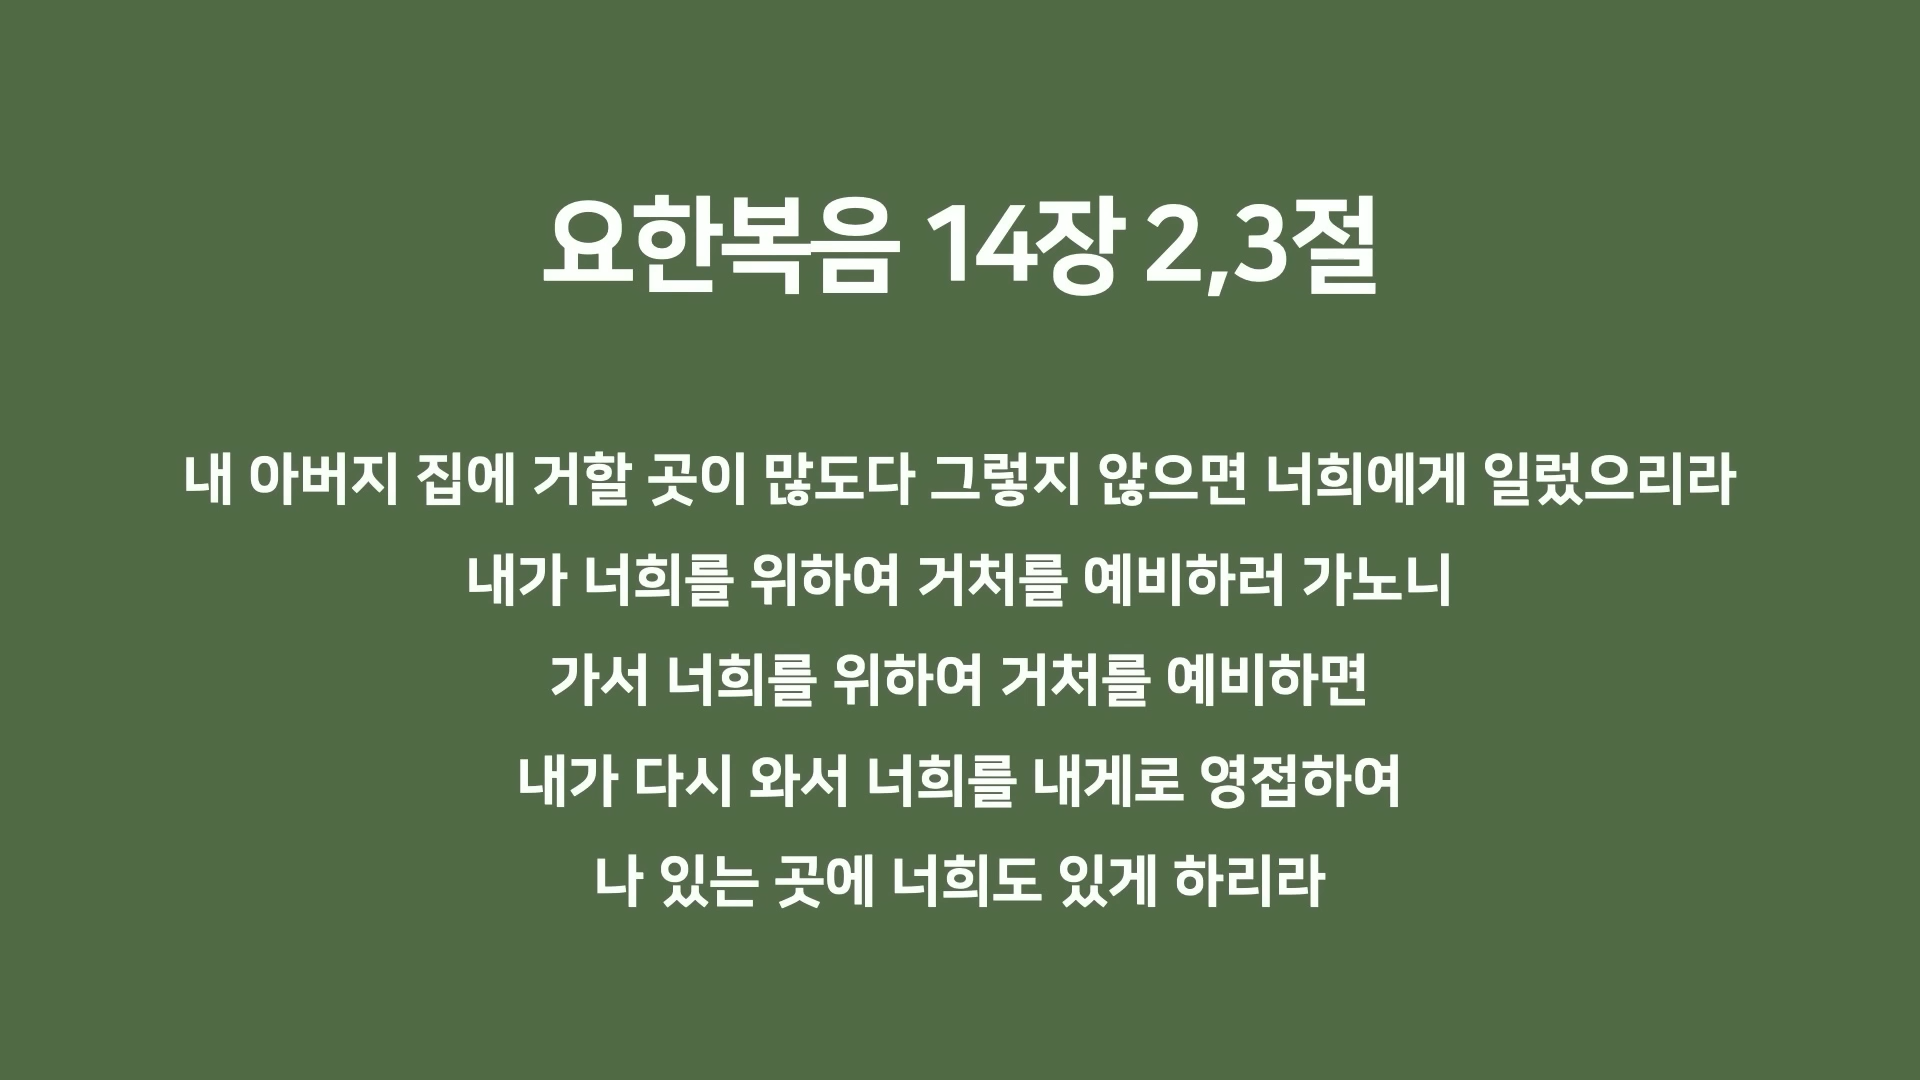 요한복음 14장 2,3절
내 아버지 집에 거할 곳이 많도다 그렇지 않으면 너희에게 일렀으리라
내가 너희를 위하여 거처를 예비하러 가노니
가서 너희를 위하여 거처를 예비하면
내가 다시 와서 너희를 내게로 영접하여
나 있는 곳에 너희도 있게 하리라